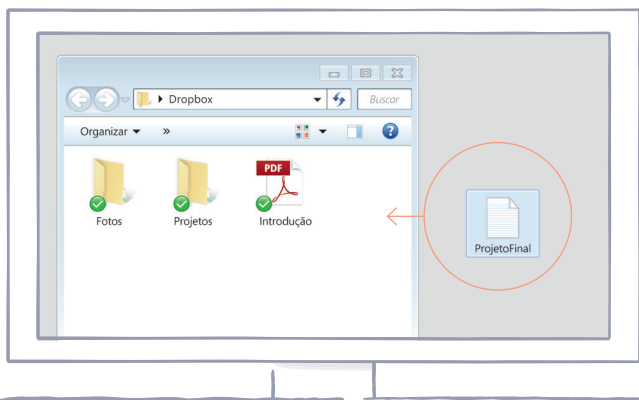 Dropbox
Buscar
Organizar
»
PDF
Fotos
Projetos
Introdução
ProjetoFinal